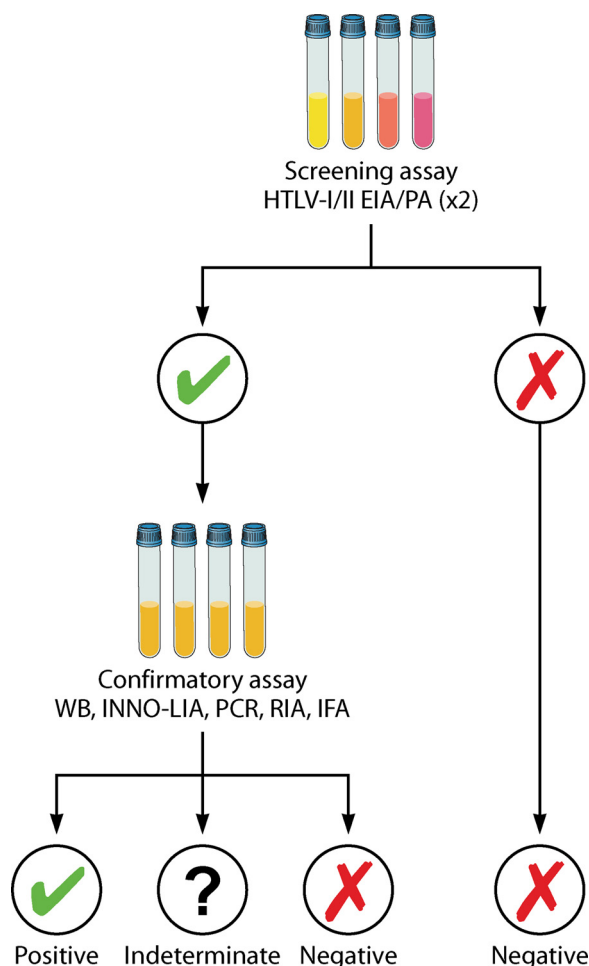 Screening assay
HTLV-I/II EIA/PA (x2)
Confirmatory assay
WB, INNO-LIA, PCR, RIA, IFA
?
Positive
Indeterminate
Negative
Negative